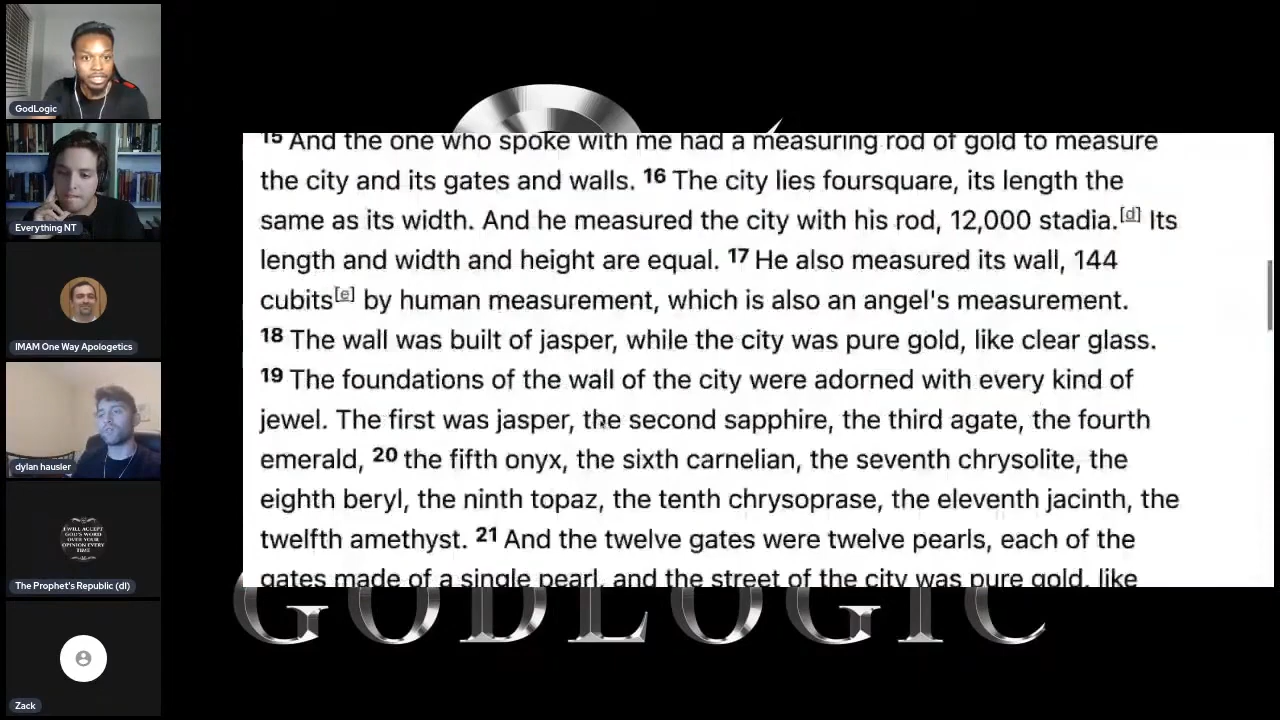 GodLogic
Everything NT
IMAM One Way Apologetics
dylan hausler
I WILL ACCEPT
GOD'S WORD
OVER YOUR
OPINION EVERY
TIME
The Prophet's Republic (dl)
Zack
15 And the one who spoke with me had a measuring rod of gold to measure
the city and its gates and walls. 16 The city lies foursquare, its length the
same as its width. And he measured the city with his rod, 12,000 stadia.[d] Its
length and width and height are equal. 17 He also measured its wall, 144
cubits[e] by human measurement, which is also an angel's measurement.
18 The wall was built of jasper, while the city was pure gold, like clear glass.
19 The foundations of the wall of the city were adorned with every kind of
jewel. The first was jasper, the second sapphire, the third agate, the fourth
emerald, 20 the fifth onyx, the sixth carnelian, the seventh chrysolite, the
eighth beryl, the ninth topaz, the tenth chrysoprase, the eleventh jacinth, the
twelfth amethyst. 21 And the twelve gates were twelve pearls, each of the
gates made of a single pearl, and the street of the city was pure gold, like
GODLOGIC